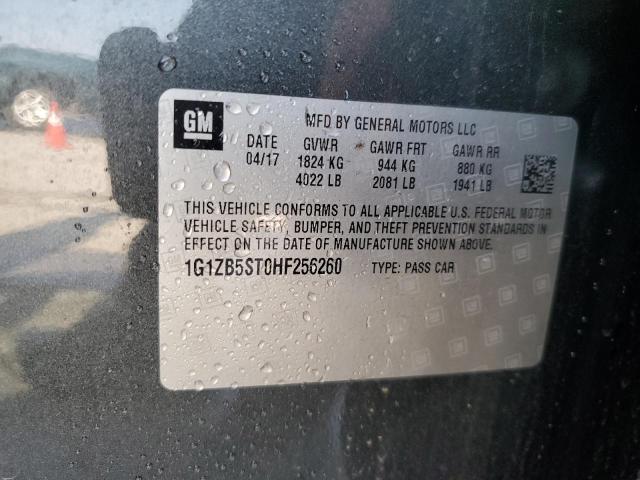 GM
MFD BY GENERAL MOTORS LLC
DATE GVWR GAWR FRT GAWR RR
04/17 1824 KG 944 KG 880 KG
4022 LB 2081 LB 1941 LB
THIS VEHICLE CONFORMS TO ALL APPLICABLE U.S. FEDERAL MOTOR
VEHICLE SAFETY, BUMPER, AND THEFT PREVENTION STANDARDS IN
EFFECT ON THE DATE OF MANUFACTURE SHOWN ABOVE.
1G1ZB5ST0HF256260 TYPE: PASS CAR